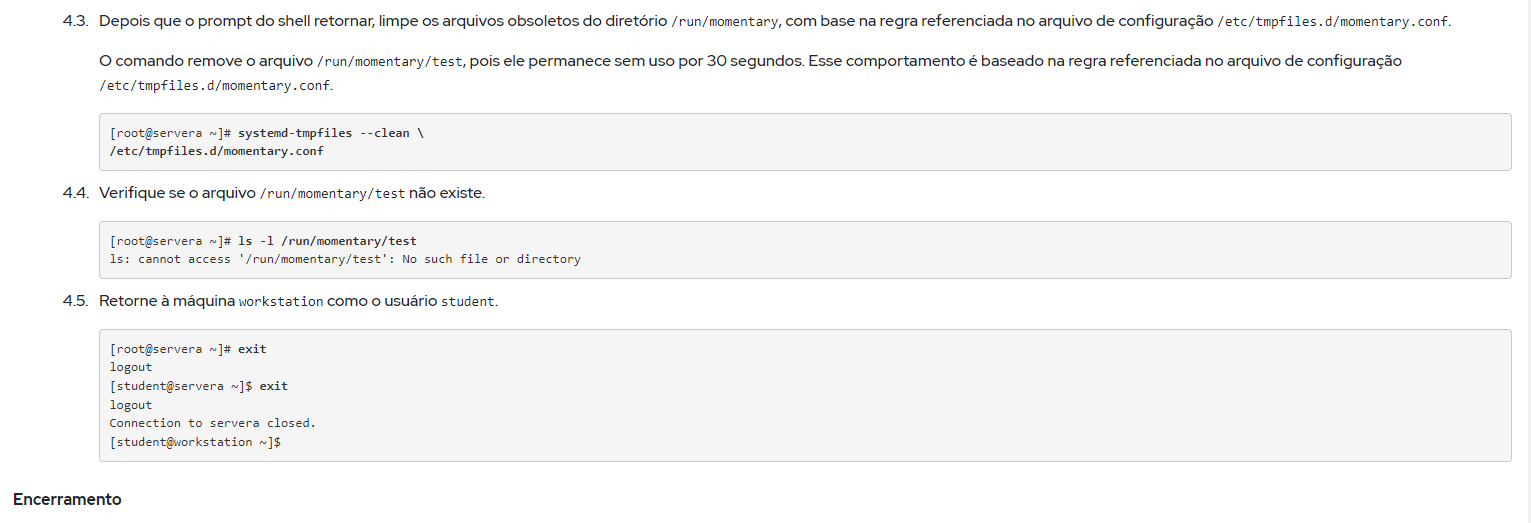 4.3. Depois que o prompt do shell retornar, limpe os arquivos obsoletos do diretório /run/momentary, com base na regra referenciada no arquivo de configuração /etc/tmpfiles.d/momentary.conf.
O comando remove o arquivo /run/momentary/test, pois ele permanece sem uso por 30 segundos. Esse comportamento é baseado na regra referenciada no arquivo de configuração
/etc/tmpfiles.d/momentary.conf.
[root@servera ~]# systemd-tmpfiles --clean \
/etc/tmpfiles.d/momentary.conf
4.4. Verifique se o arquivo /run/momentary/test não existe.
[root@servera ~]# ls -l /run/momentary/test
ls: cannot access '/run/momentary/test': No such file or directory
4.5. Retorne à máquina workstation como o usuário student.
[root@servera ~]# exit
logout
[student@servera ~]$ exit
logout
Connection to servera closed.
[student@workstation ~]$
Encerramento